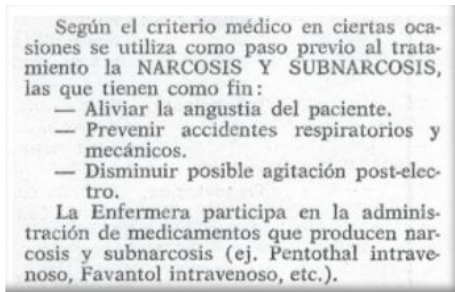 Según el criterio médico en ciertas oca-
siones se utiliza como paso previo al trata-
miento la NARCOSIS Y SUBNARCOSIS,
las que tienen como fin:
— Aliviar la angustia del paciente.
— Prevenir accidentes respiratorios y
mecánicos.
— Disminuir posible agitación post-elec-
tro.
La Enfermera participa en la adminis-
tración de medicamentos que producen nar-
cosis y subnarcosis (ej. Pentothal intrave-
noso, Favantol intravenoso, etc.).